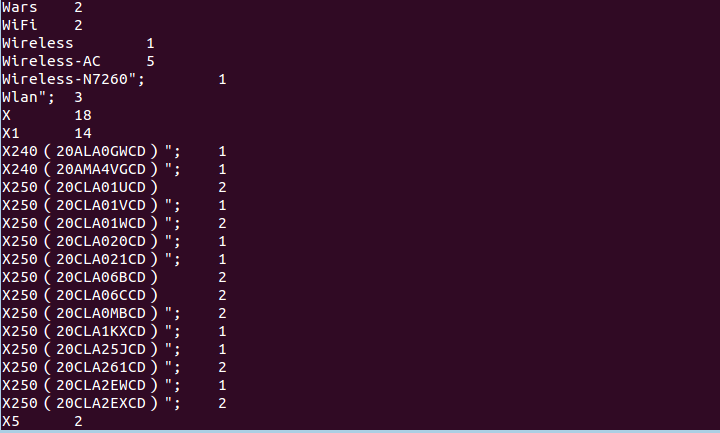 Wars	2
WiFi	2
Wireless	1
Wireless-AC	5
Wireless-N7260";	1
Wlan";	3
X	18
X1	14
X240（20ALA0GWCD）";	1
X240（20AMA4VGCD）";	1
X250（20CLA01UCD）	2
X250（20CLA01VCD）";	1
X250（20CLA01WCD）";	2
X250（20CLA020CD）";	1
X250（20CLA021CD）";	1
X250（20CLA06BCD）	2
X250（20CLA06CCD）	2
X250（20CLA0MBCD）";	2
X250（20CLA1KXCD）";	1
X250（20CLA25JCD）";	1
X250（20CLA261CD）";	2
X250（20CLA2EWCD）";	1
X250（20CLA2EXCD）";	2
X5	2